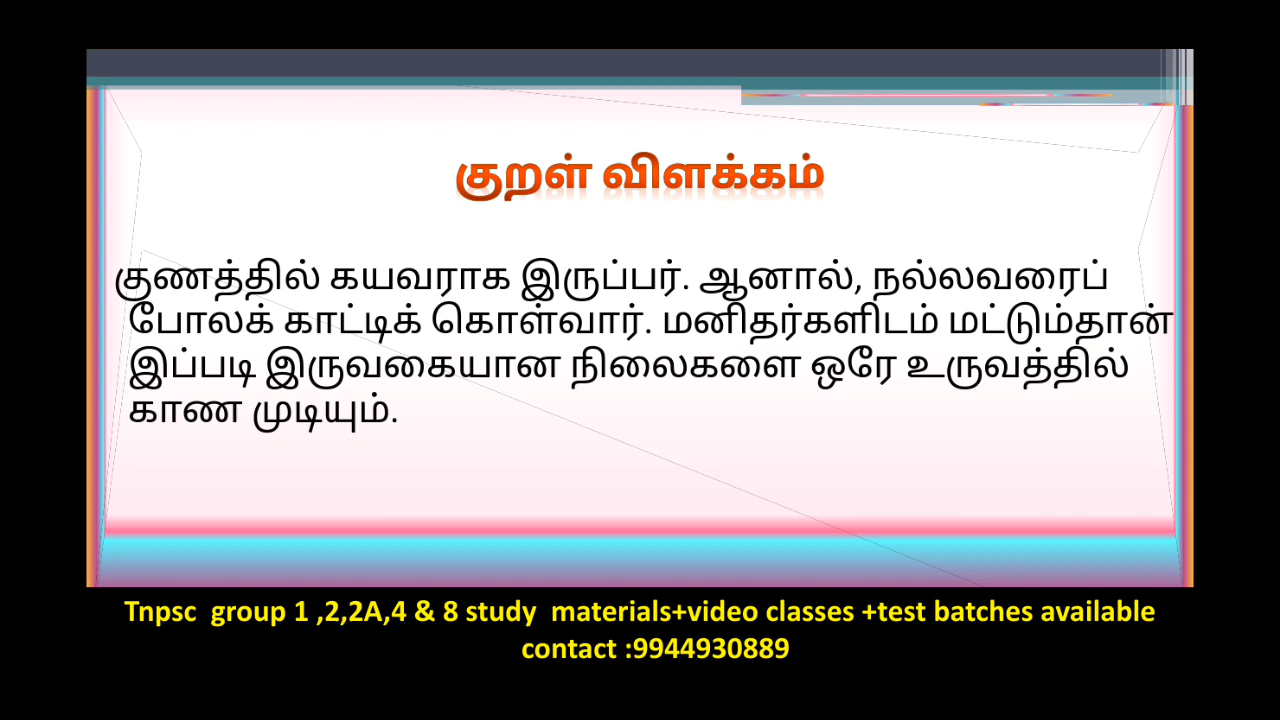 குறள் விளக்கம்
குணத்தில் கயவராக இருப்பர். ஆனால், நல்லவரைப்
போலக் காட்டிக் கொள்வார். மனிதர்களிடம் மட்டும்தான்
இப்படி இருவகையான நிலைகளை ஒரே உருவத்தில்
காண முடியும்.
Tnpsc  group 1 ,2,2A,4 & 8 study  materials+video classes +test batches available
contact :9944930889